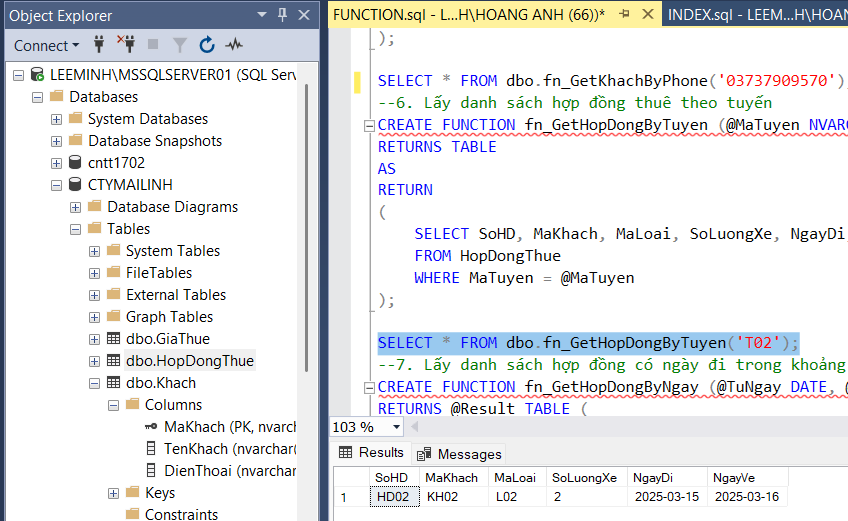 Object Explorer
Connect
LEEMINH\MSSQLSERVER01 (SQL Serv
Databases
System Databases
Database Snapshots
cntt1702
CTYMAILINH
Database Diagrams
Tables
System Tables
FileTables
External Tables
Graph Tables
dbo.GiaThue
dbo.HopDongThue
dbo.Khach
Columns
MaKhach (PK, nvarch
TenKhach (nvarchar(
DienThoai (nvarchar
Keys
Constraints
FUNCTION.sql - L...H\HOANG ANH (66))*
INDEX.sql - LEEM...H\HOAN
);
SELECT * FROM dbo.fn_GetKhachByPhone('03737909570');
--6. Lấy danh sách hợp đồng thuê theo tuyến
CREATE FUNCTION fn_GetHopDongByTuyen (@MaTuyen NVARC
RETURNS TABLE
AS
RETURN
(
SELECT SoHD, MaKhach, MaLoai, SoLuongXe, NgayDi,
FROM HopDongThue
WHERE MaTuyen = @MaTuyen
);
SELECT * FROM dbo.fn_GetHopDongByTuyen('T02');
--7. Lấy danh sách hợp đồng có ngày đi trong khoảng
CREATE FUNCTION fn_GetHopDongByNgay (@TuNgay DATE, @
RETURNS @Result TABLE (
103 %
Results Messages
SoHD MaKhach MaLoai SoLuongXe NgayDi NgayVe
1 HD02 KH02 L02 2 2025-03-15 2025-03-16